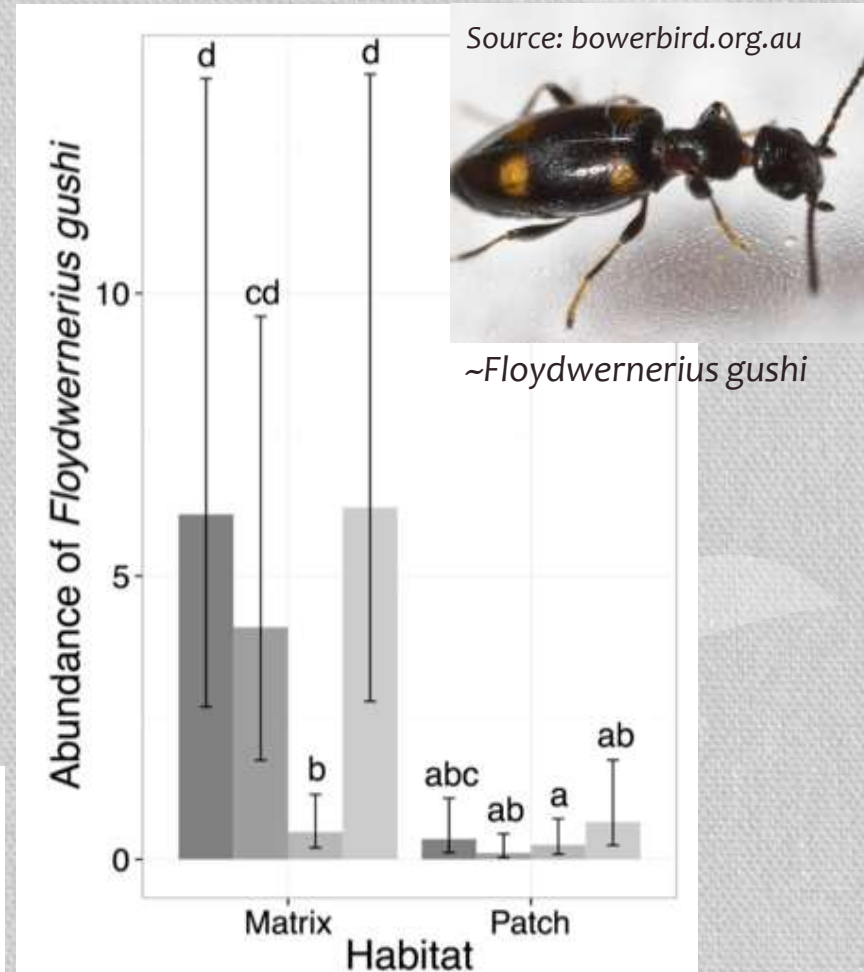 Source: bowerbird.org.au
~Floydwernerius gushi
Abundance of Floydwernerius gushi
d
d
10
cd
5
b
abc
ab
a
ab
0
Matrix
Patch
Habitat